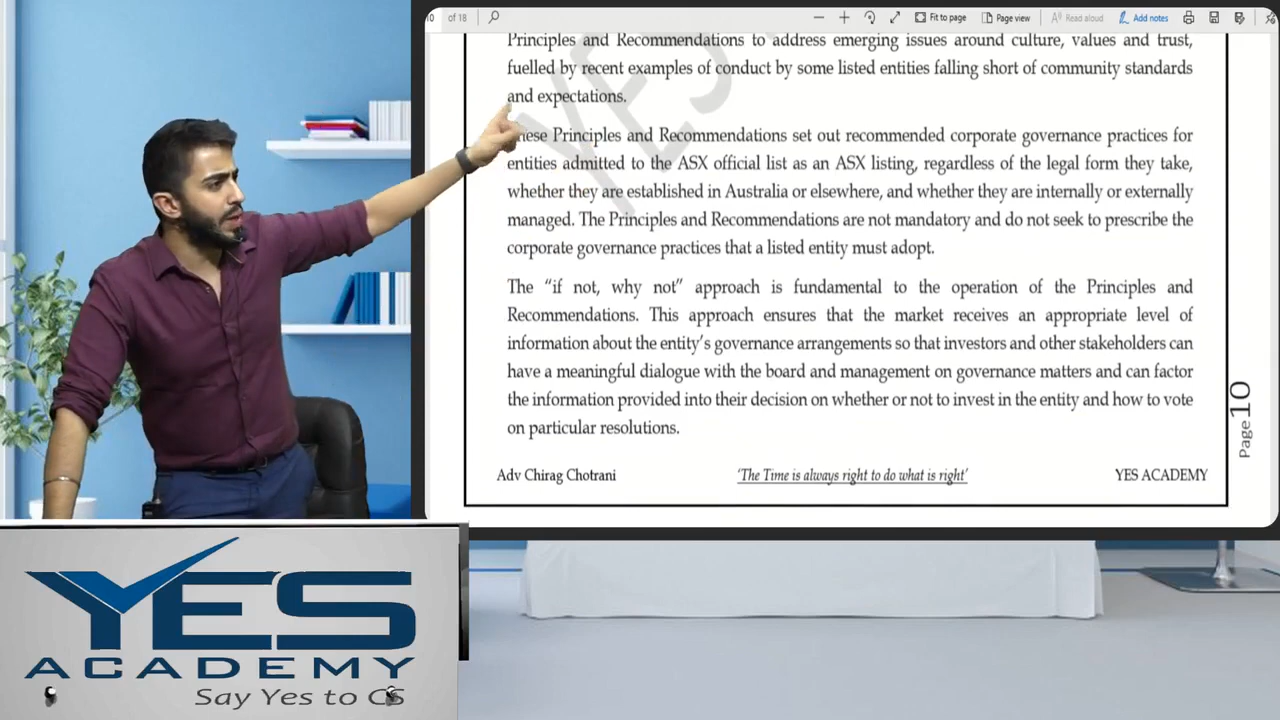 10 of 18
Fit to page
Page view
Read aloud
Add notes
Principles and Recommendations to address emerging issues around culture, values and trust,
fuelled by recent examples of conduct by some listed entities falling short of community standards
and expectations.
Principles and Recommendations set out recommended corporate governance practices for
entities admitted to the ASX official list as an ASX listing, regardless of the legal form they take,
whether they are established in Australia or elsewhere, and whether they are internally or externally
managed. The Principles and Recommendations are not mandatory and do not seek to prescribe the
corporate governance practices that a listed entity must adopt.
The “if not, why not” approach is fundamental to the operation of the Principles and
Recommendations. This approach ensures that the market receives an appropriate level of
information about the entity’s governance arrangements so that investors and other stakeholders can
have a meaningful dialogue with the board and management on governance matters and can factor
the information provided into their decision on whether or not to invest in the entity and how to vote
on particular resolutions.
Page 10
Adv Chirag Chotrani
‘The Time is always right to do what is right’
YES ACADEMY
YES
ACADEMY
Say Yes to CS